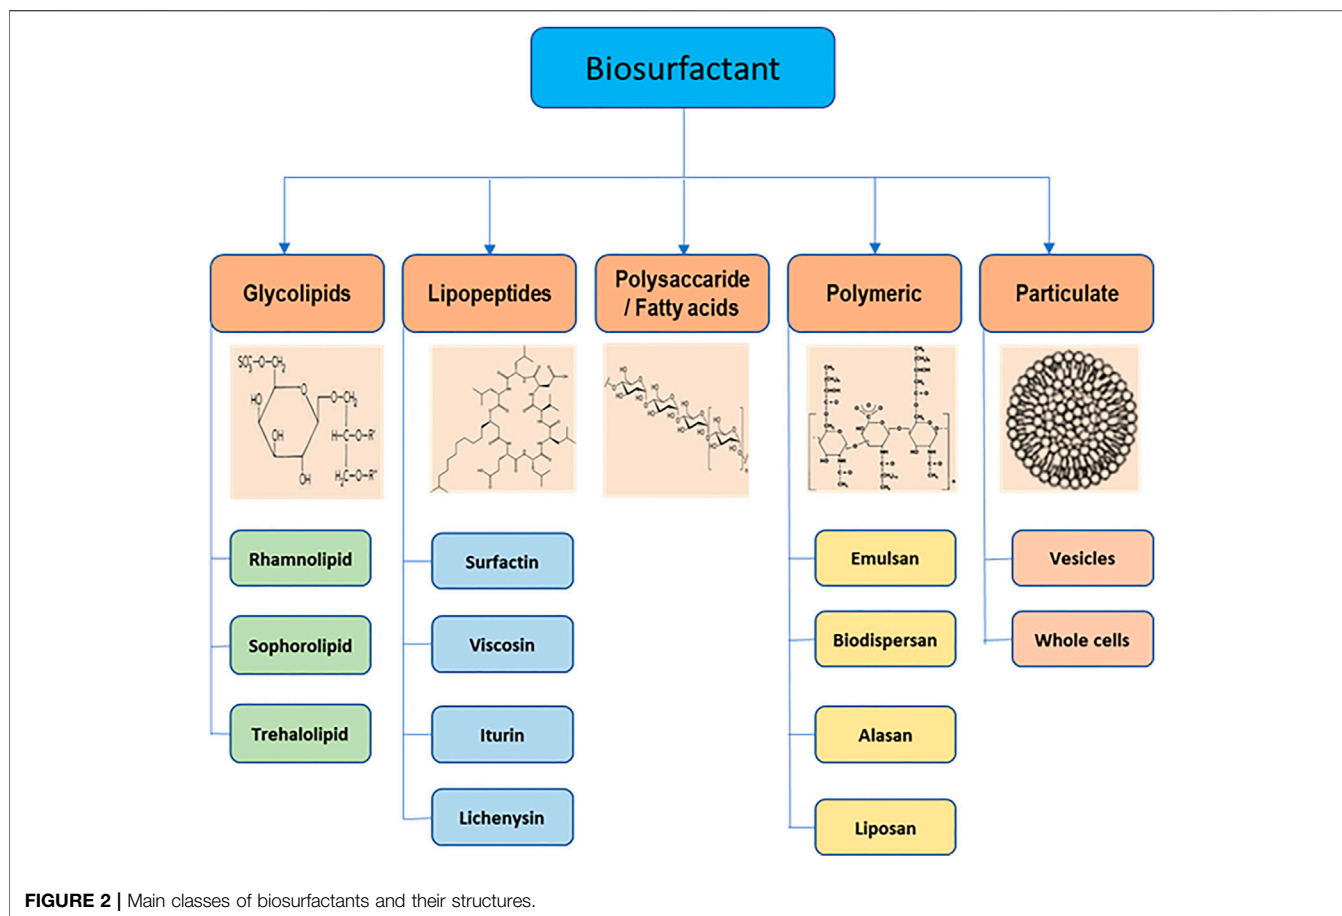 Biosurfactant
Glycolipids
Lipopeptides
Polysaccaride
/ Fatty acids
Polymeric
Particulate
Rhamnolipid
Sophorolipid
Trehalolipid
Surfactin
Viscosin
Iturin
Lichenysin
Emulsan
Biodispersan
Alasan
Liposan
Vesicles
Whole cells
FIGURE 2 | Main classes of biosurfactants and their structures.